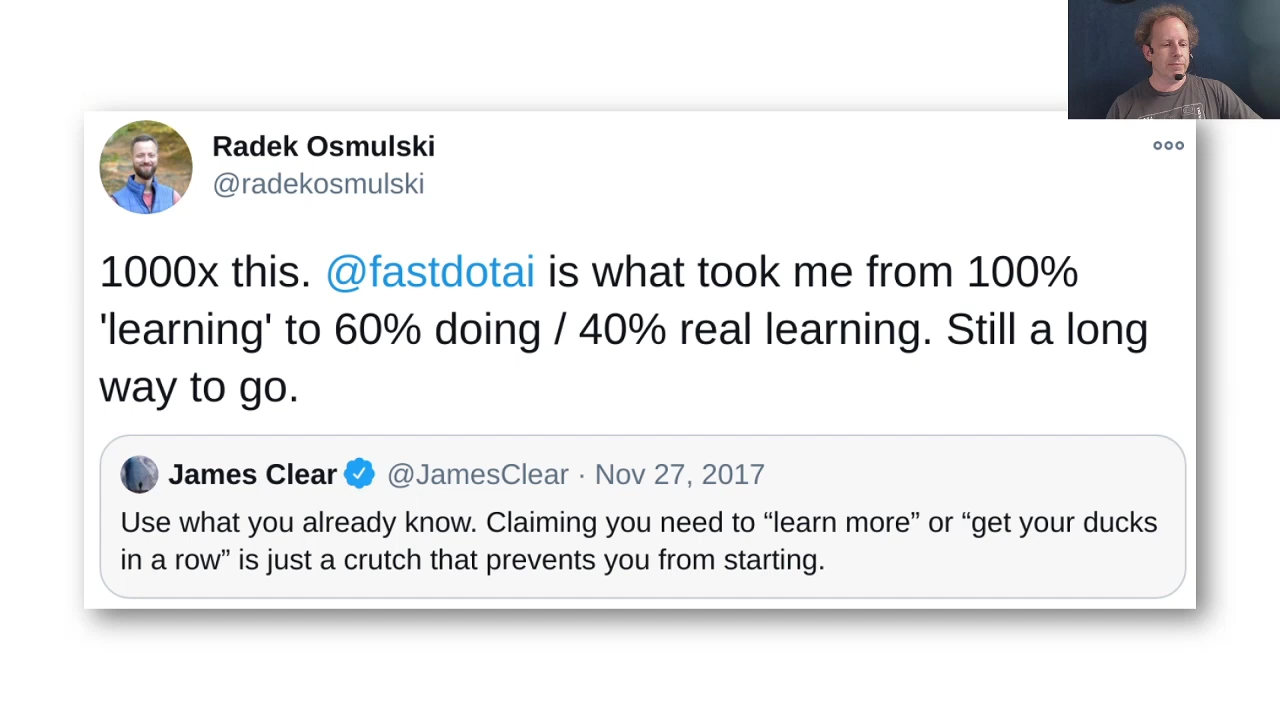 Radek Osmulski
@radekosmulski
1000x this. @fastdotai is what took me from 100%
'learning' to 60% doing / 40% real learning. Still a long
way to go.
James Clear @JamesClear · Nov 27, 2017
Use what you already know. Claiming you need to “learn more” or “get your ducks
in a row” is just a crutch that prevents you from starting.